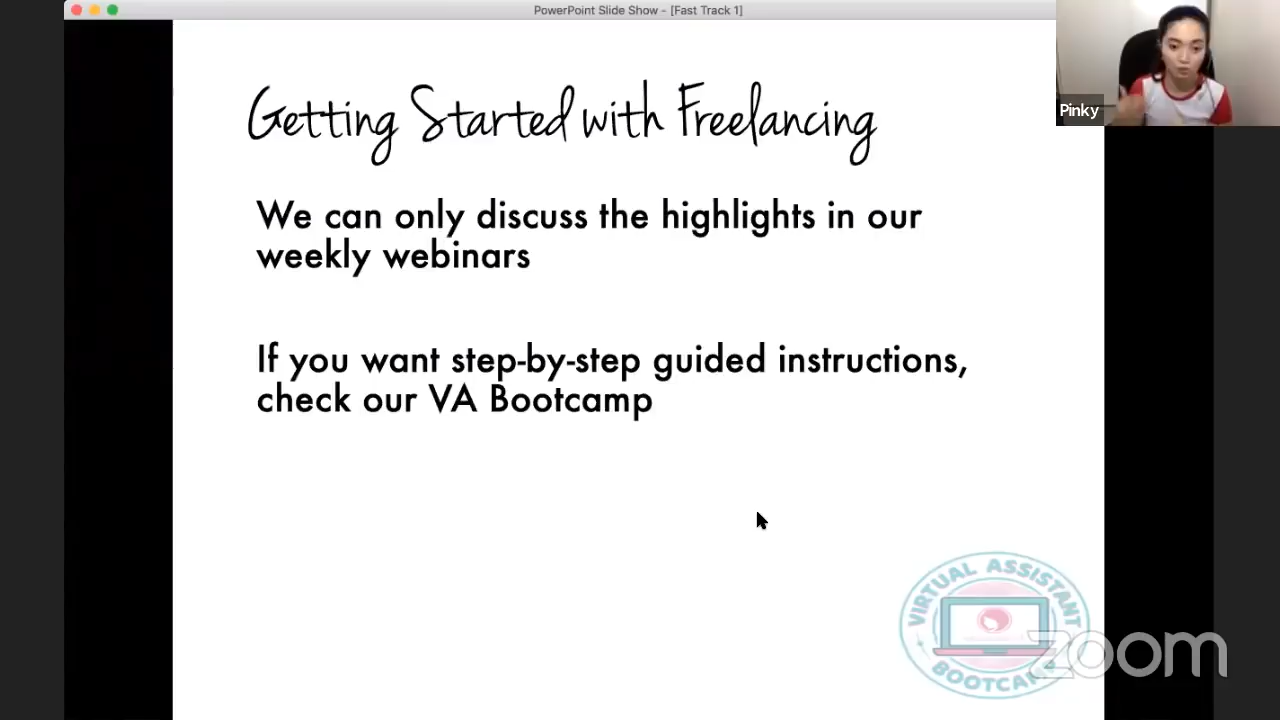 PowerPoint Slide Show - [Fast Track 1]
Pinky
Getting Started with Freelancing
We can only discuss the highlights in our
weekly webinars
If you want step-by-step guided instructions,
check our VA Bootcamp
VIRTUAL ASSISTANT
BOOTCAMP
zoom